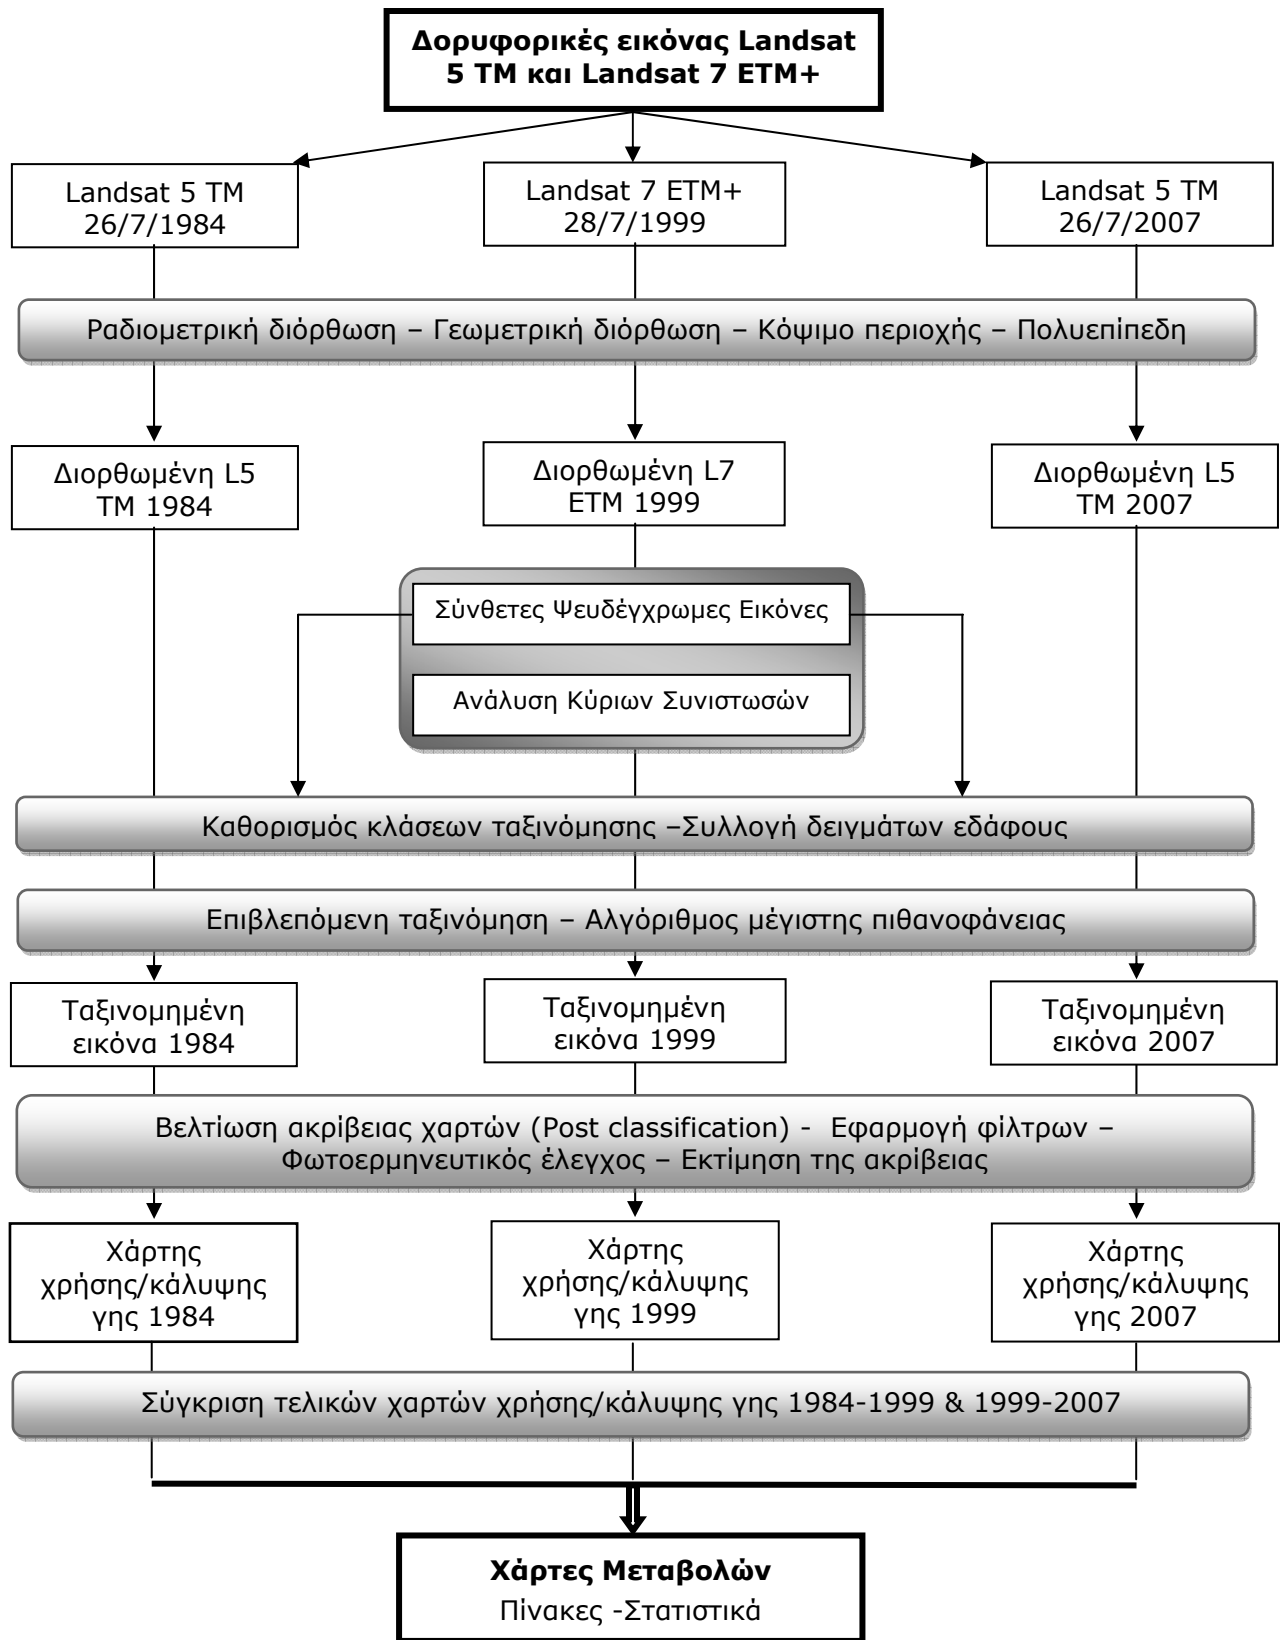 Δορυφορικές εικόνας Landsat
5 TM και Landsat 7 ETM+
Landsat 5 TM
26/7/1984
Landsat 7 ETM+
28/7/1999
Landsat 5 TM
26/7/2007
Ραδιομετρική διόρθωση – Γεωμετρική διόρθωση – Κόψιμο περιοχής – Πολυεπίπεδη
Διορθωμένη L5
TM 1984
Διορθωμένη L7
ETM 1999
Διορθωμένη L5
TM 2007
Σύνθετες Ψευδέγχρωμες Εικόνες
Ανάλυση Κύριων Συνιστωσών
Καθορισμός κλάσεων ταξινόμησης –Συλλογή δειγμάτων εδάφους
Επιβλεπόμενη ταξινόμηση – Αλγόριθμος μέγιστης πιθανοφάνειας
Ταξινομημένη
εικόνα 1984
Ταξινομημένη
εικόνα 1999
Ταξινομημένη
εικόνα 2007
Βελτίωση ακρίβειας χαρτών (Post classification) - Εφαρμογή φίλτρων –
Φωτοερμηνευτικός έλεγχος – Εκτίμηση της ακρίβειας
Χάρτης
χρήσης/κάλυψης
γης 1984
Χάρτης
χρήσης/κάλυψης
γης 1999
Χάρτης
χρήσης/κάλυψης
γης 2007
Σύγκριση τελικών χαρτών χρήσης/κάλυψης γης 1984-1999 & 1999-2007
Χάρτες Μεταβολών
Πίνακες -Στατιστικά